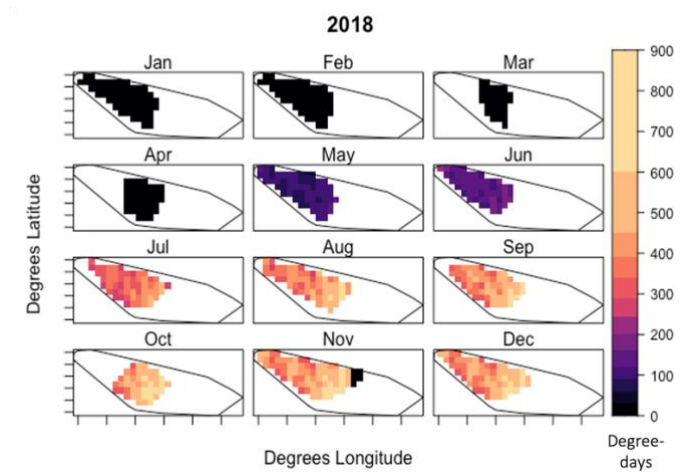 2018
Jan Feb Mar
Apr May Jun
Jul Aug Sep
Oct Nov Dec
Degrees Latitude
Degrees Longitude
900
800
700
600
500
400
300
200
100
0
Degree-
days